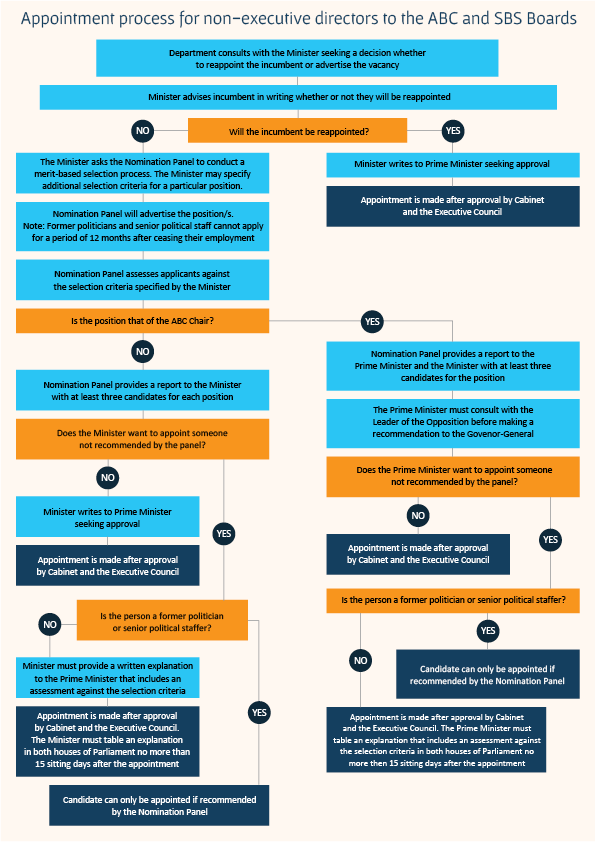 Appointment process for non-executive directors to the ABC and SBS Boards
Department consults with the Minister seeking a decision whether
to reappoint the incumbent or advertise the vacancy
Minister advises incumbent in writing whether or not they will be reappointed
NO
Will the incumbent be reappointed?
YES
The Minister asks the Nomination Panel to conduct a
merit-based selection process. The Minister may specify
additional selection criteria for a particular position.
Minister writes to Prime Minister seeking approval
Appointment is made after approval by Cabinet
and the Executive Council
Nomination Panel will advertise the position/s.
Note: Former politicians and senior political staff cannot apply
for a period of 12 months after ceasing their employment
Nomination Panel assesses applicants against
the selection criteria specified by the Minister
Is the position that of the ABC Chair?
YES
NO
Nomination Panel provides a report to the Minister
with at least three candidates for each position
Does the Minister want to appoint someone
not recommended by the panel?
NO
Minister writes to Prime Minister
seeking approval
YES
Appointment is made after approval
by Cabinet and the Executive Council
Is the person a former politician
or senior political staffer?
NO
Minister must provide a written explanation
to the Prime Minister that includes an
assessment against the selection criteria
YES
Appointment is made after approval
by Cabinet and the Executive Council.
The Minister must table an explanation
in both houses of Parliament no more than
15 sitting days after the appointment
Candidate can only be appointed if recommended
by the Nomination Panel
Nomination Panel provides a report to the
Prime Minister and the Minister with at least three
candidates for the position
The Prime Minister must consult with the
Leader of the Opposition before making a
recommendation to the Govenor-General
Does the Prime Minister want to appoint someone
not recommended by the panel?
NO
YES
Appointment is made after approval
by Cabinet and the Executive Council
Is the person a former politician or senior political staffer?
YES
NO
Candidate can only be appointed if
recommended by the Nomination Panel
Appointment is made after approval by Cabinet
and the Executive Council. The Prime Minister must
table an explanation that includes an assessment against
the selection criteria in both houses of Parliament no
more then 15 sitting days after the appointment